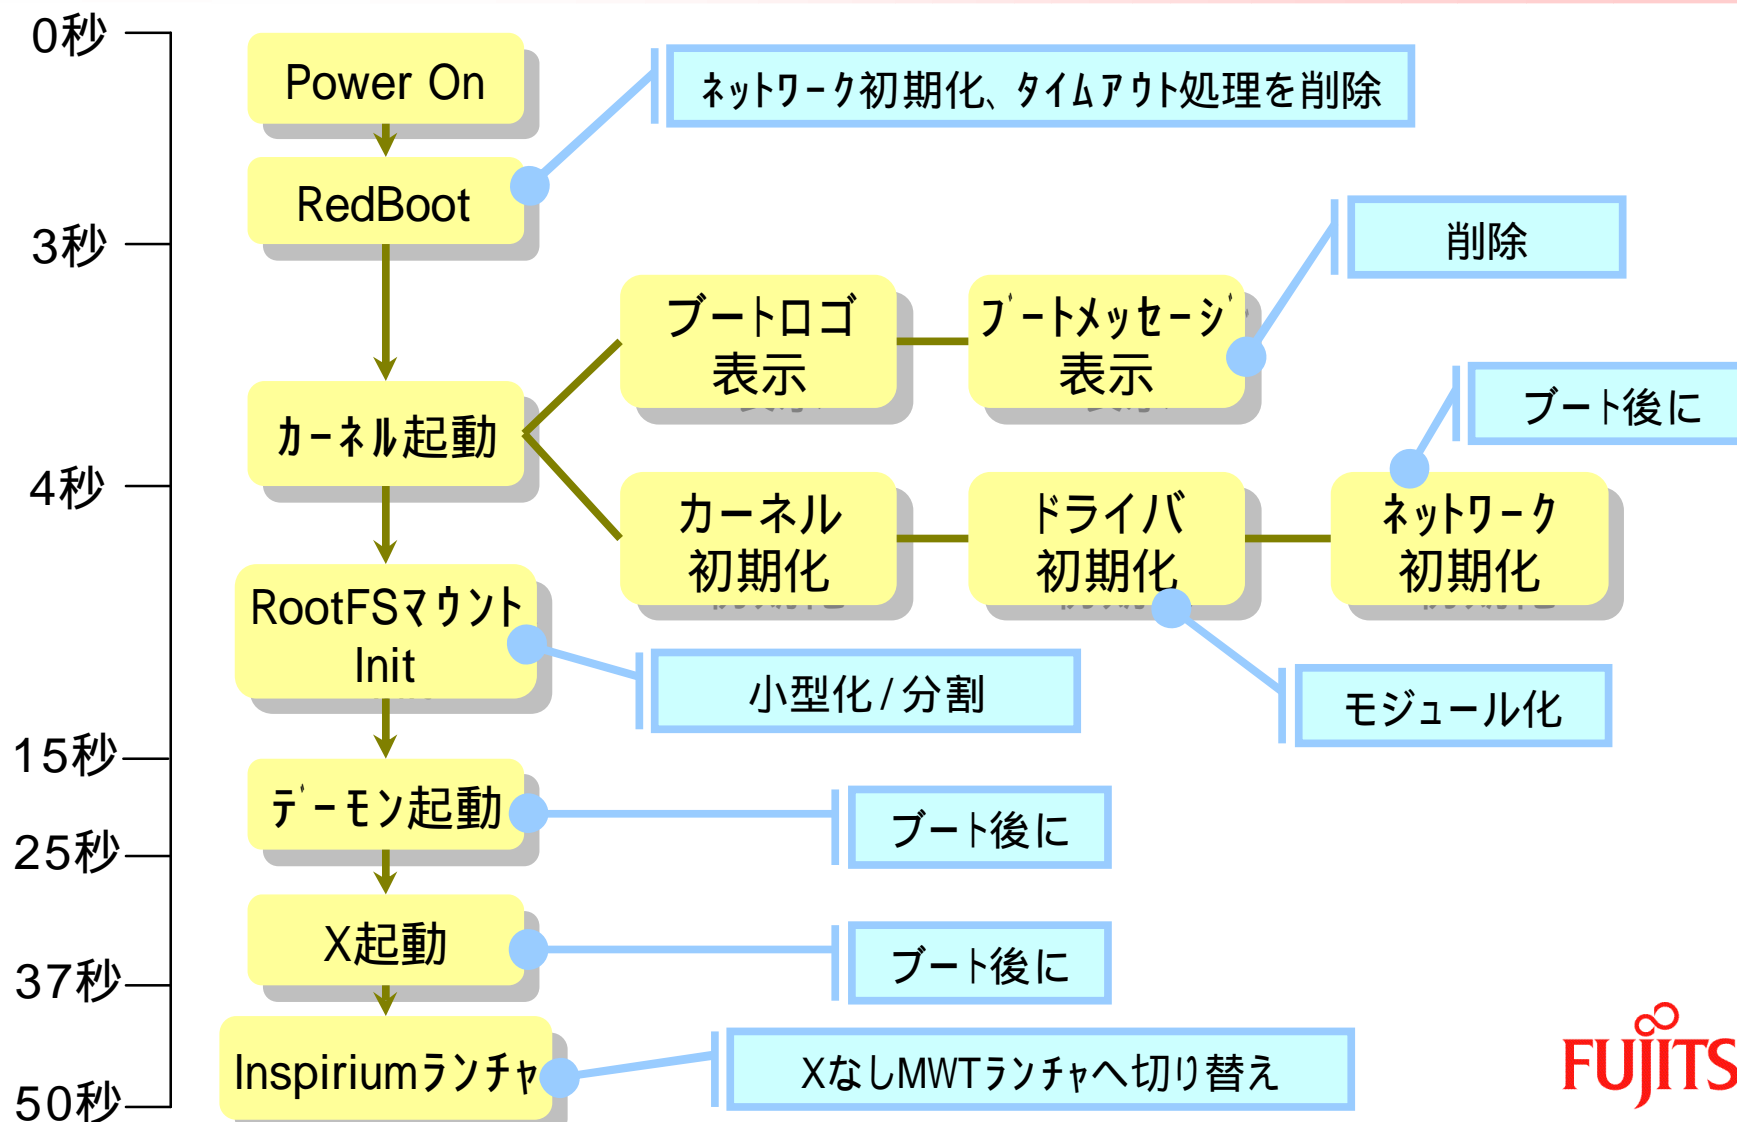 0秒
Power On
ネットワーク初期化、タイムアウト処理を削除
RedBoot
3秒
削除
ブートロゴ
表示
ブートメッセージ
表示
ブート後に
カーネル起動
4秒
カーネル
初期化
ドライバ
初期化
ネットワーク
初期化
RootFSマウント
Init
小型化/分割
モジュール化
15秒
デーモン起動
ブート後に
25秒
X起動
ブート後に
37秒
Inspiriumランチャ
XなしMWTランチャへ切り替え
50秒
FUJITS